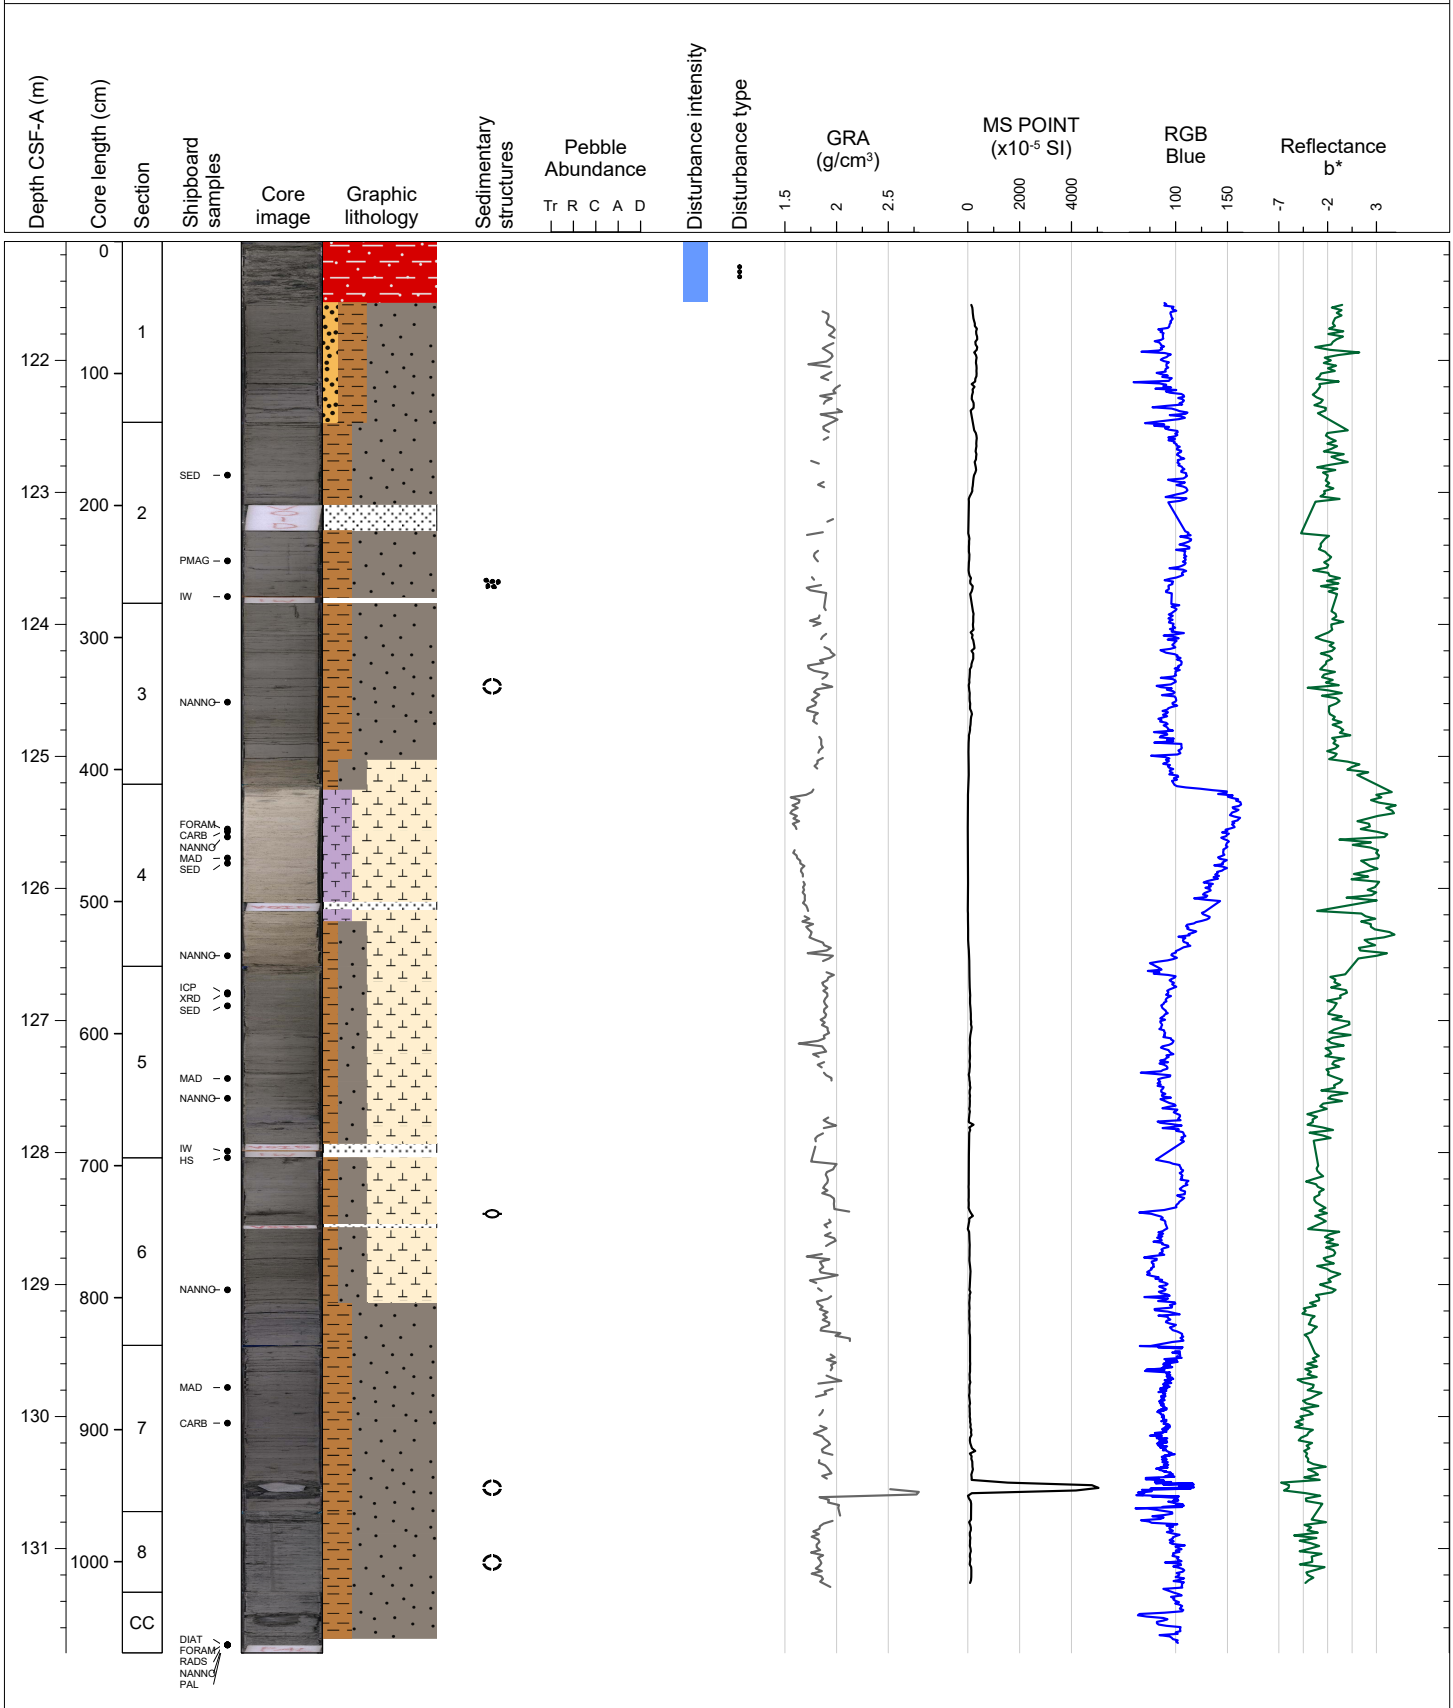 Depth CSF-A (m)
Core length (cm)
Section
Shipboard
samples
Core
image
Graphic
lithology
Sedimentary
structures
Pebble
Abundance
Tr R C A D
Disturbance intensity
Disturbance type
GRA
(g/cm³)
1.5 2 2.5
MS POINT
(x10⁻⁵ SI)
0 2000 4000
RGB
Blue
100 150
Reflectance
b*
-7 -2 3
0
1
122
100
SED
123
200
2
PMAG
IW
124
300
3
NANNO
125
400
FORAM
CARB
NANNO
MAD
SED
4
126
500
NANNO
ICP
XRD
SED
127
600
5
MAD
NANNO
IW
128
HS
700
6
129
NANNO
800
MAD
130
CARB
7
900
131
8
1000
CC
DIAT
FORAM
RADS
NANNO
PAL